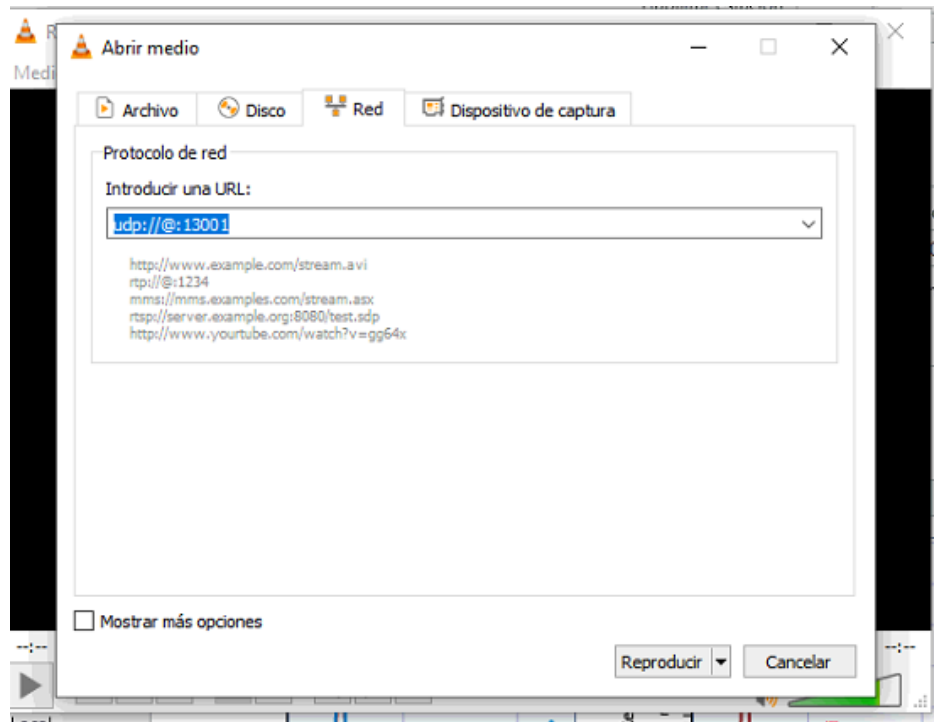 Abrir medio
Medi
Archivo
Disco
Red
Dispositivo de captura
Protocolo de red
Introducir una URL:
udp://@:13001
http://www.example.com/stream.avi
rtp://@:1234
mms://mms.examples.com/stream.asx
rtsp://server.example.org:8080/test.sdp
http://www.yourtube.com/watch?v=gg64x
Mostrar más opciones
--:--
--:--
Reproducir
Cancelar